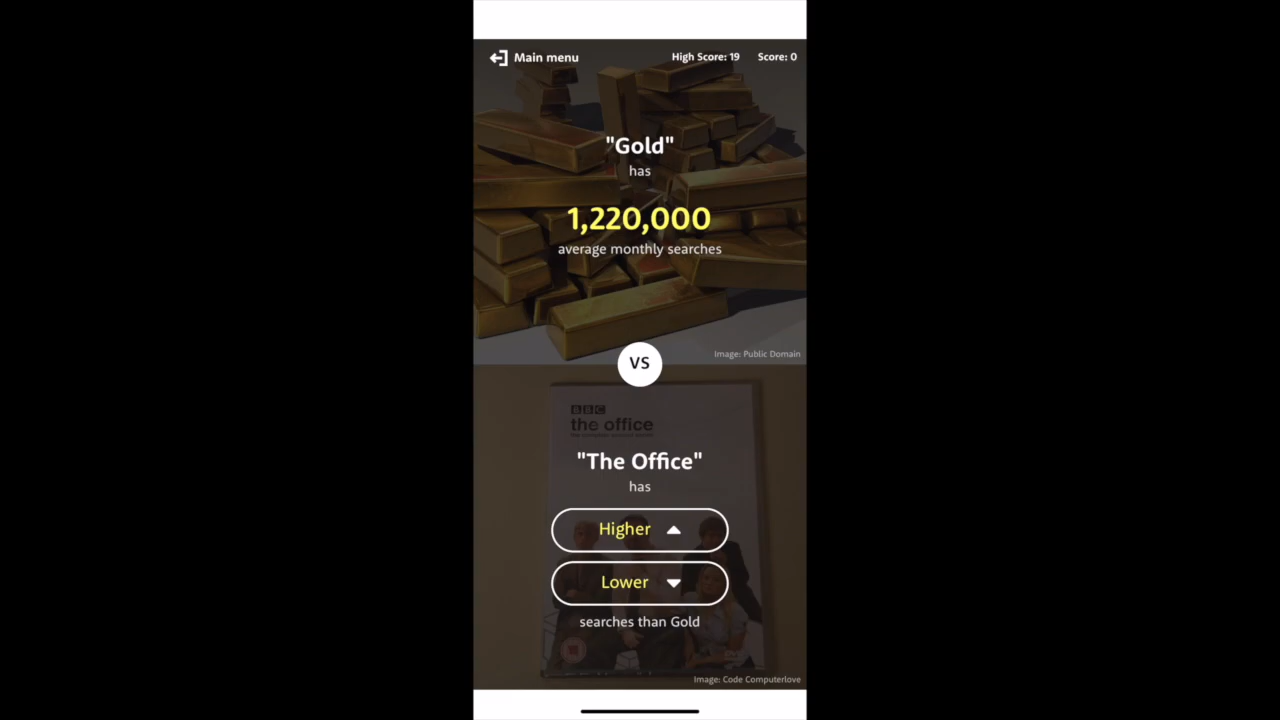 Main menu
High Score: 19
Score: 0
"Gold"
has
1,220,000
average monthly searches
Image: Public Domain
VS
BBC
the office
"The Office"
has
Higher
Lower
searches than Gold
Image: Code Computerlove